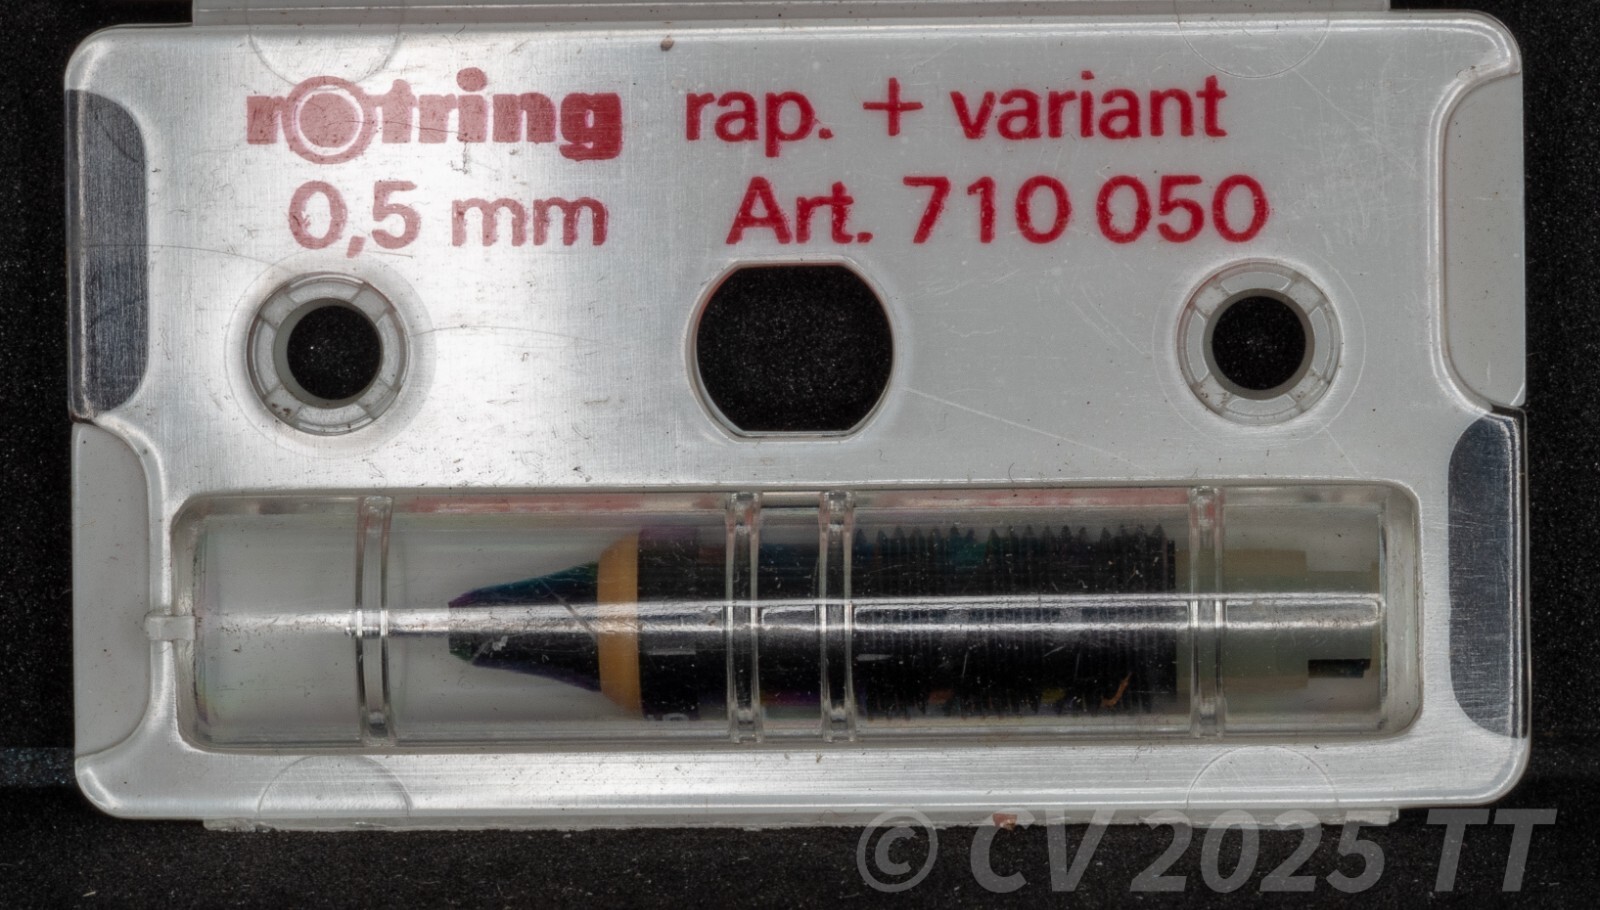 rotring rap. + variant
0,5 mm Art. 710 050
© CV 2025 TT